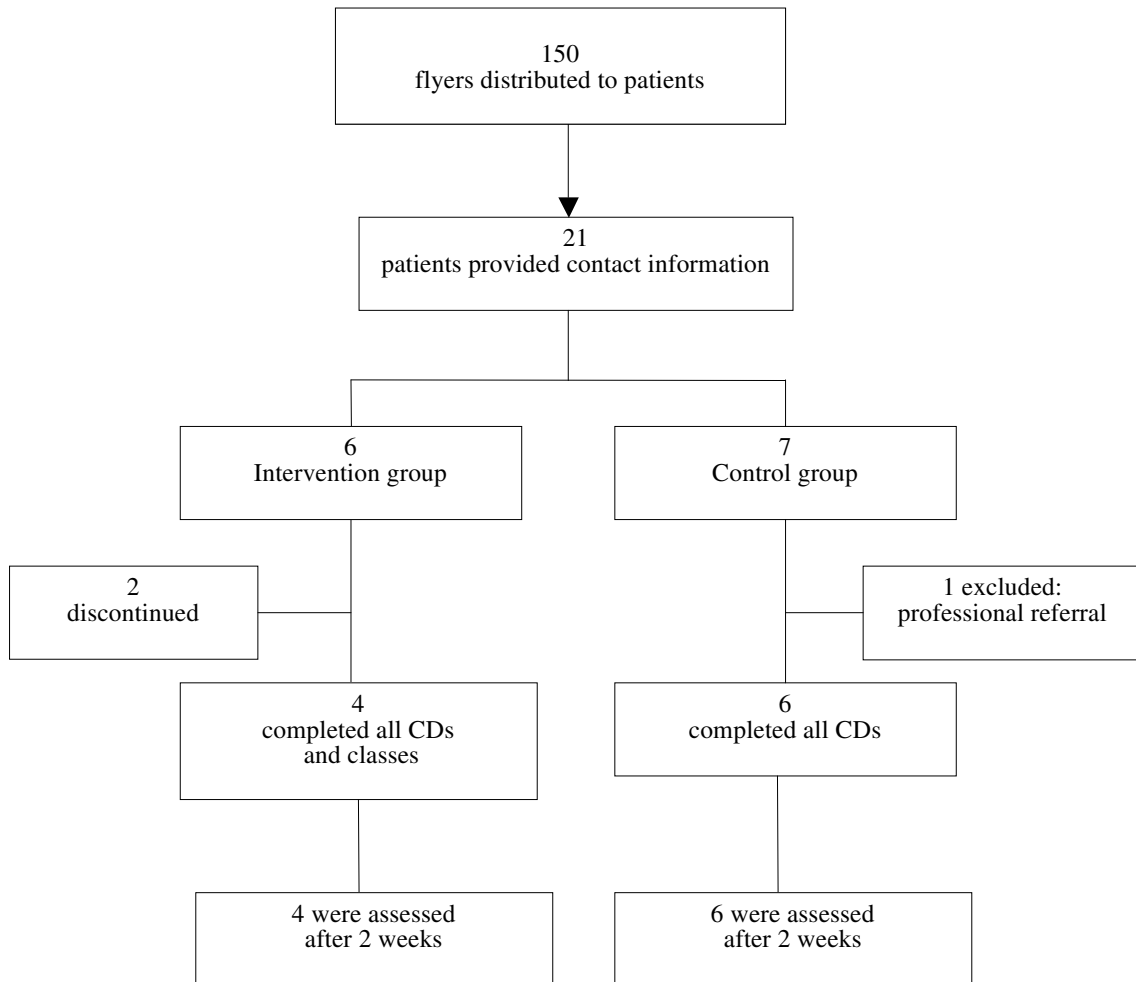 150
flyers distributed to patients
21
patients provided contact information
6
Intervention group
7
Control group
2
discontinued
1 excluded:
professional referral
4
completed all CDs
and classes
6
completed all CDs
4 were assessed
after 2 weeks
6 were assessed
after 2 weeks